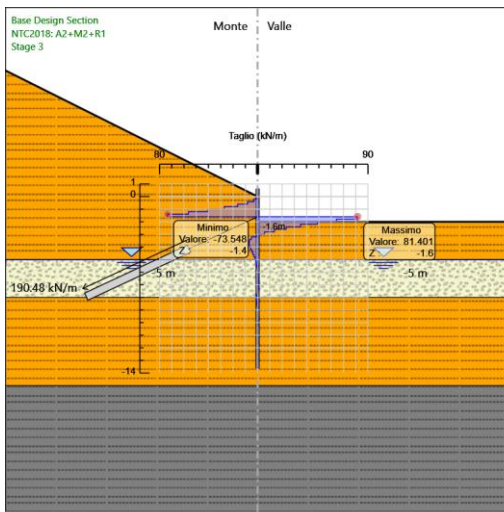 Base Design Section
NTC2018: A2+M2+R1
Stage 3
Monte
Valle
Taglio (kN/m)
80
90
1
0
Minimo
Valore: -73.548
Z -1.4
-1.6m
Massimo
Valore: 81.401
Z -1.6
-5 m
-5 m
190.48 kN/m
-14